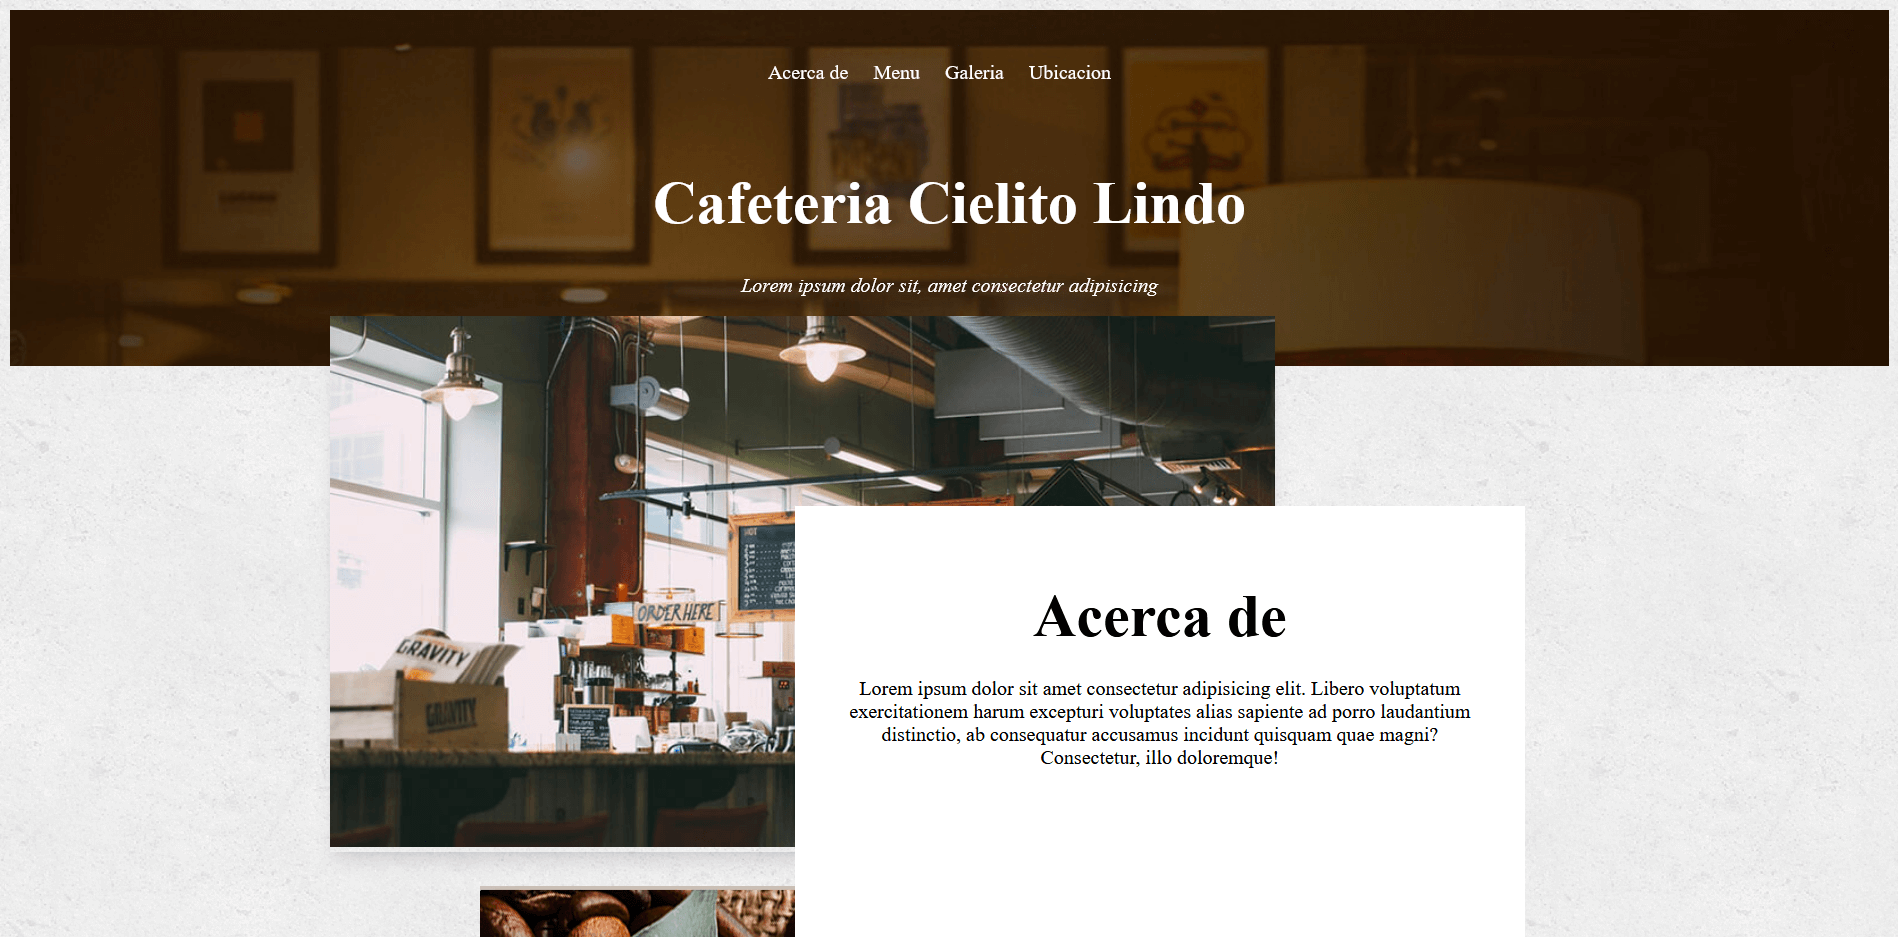 Acerca de Menu Galeria Ubicacion
Cafeteria Cielito Lindo
Lorem ipsum dolor sit, amet consectetur adipisicing
HOT
ORDER HERE
GRAVITY
GRAVITY
Acerca de
Lorem ipsum dolor sit amet consectetur adipisicing elit. Libero voluptatum
exercitationem harum excepturi voluptates alias sapiente ad porro laudantium
distinctio, ab consequatur accusamus incidunt quisquam quae magni?
Consectetur, illo doloremque!